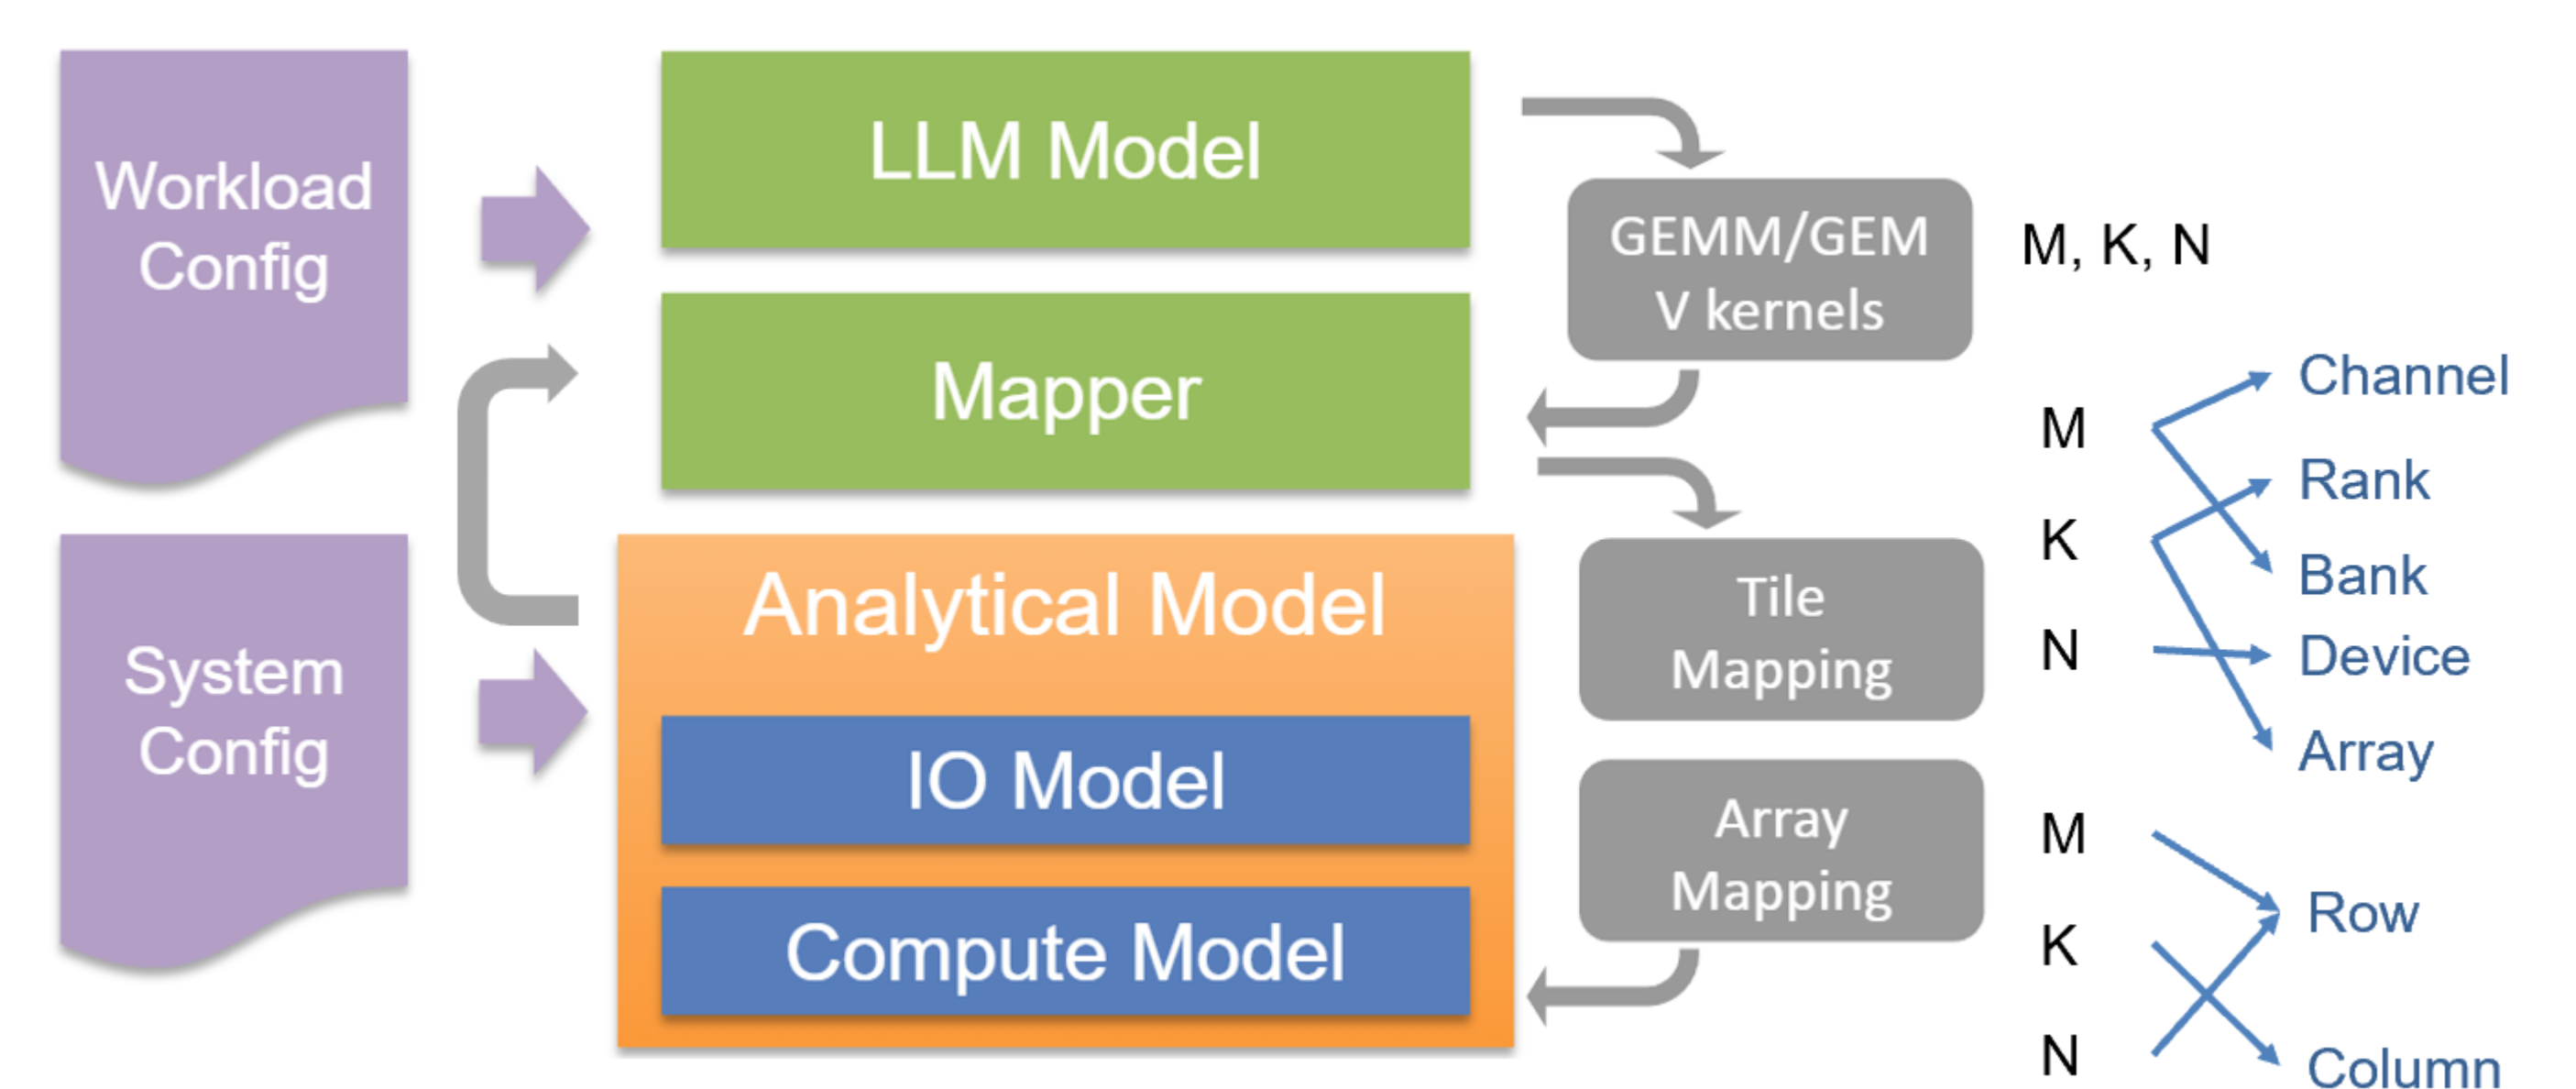 Workload
Config
System
Config
LLM Model
Mapper
Analytical Model
IO Model
Compute Model
GEMM/GEM
V kernels
M, K, N
Tile
Mapping
M
K
N
Channel
Rank
Bank
Device
Array
Array
Mapping
M
K
N
Row
Column